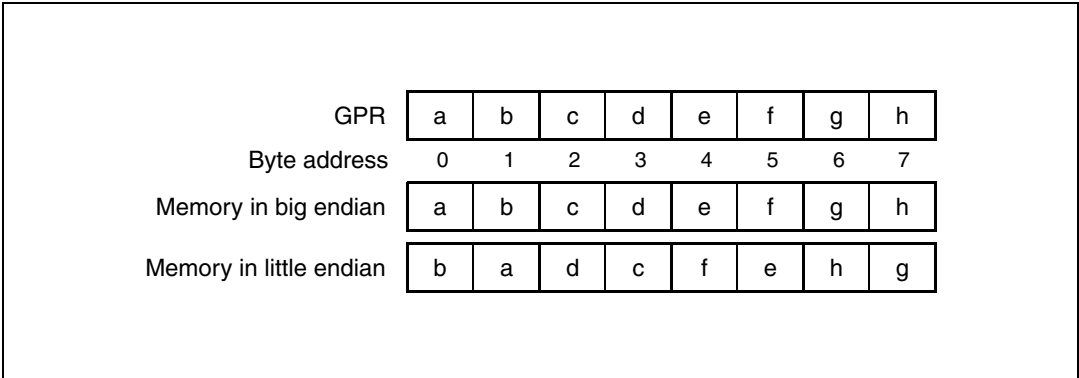 GPR a b c d e f g h
Byte address 0 1 2 3 4 5 6 7
Memory in big endian a b c d e f g h
Memory in little endian b a d c f e h g